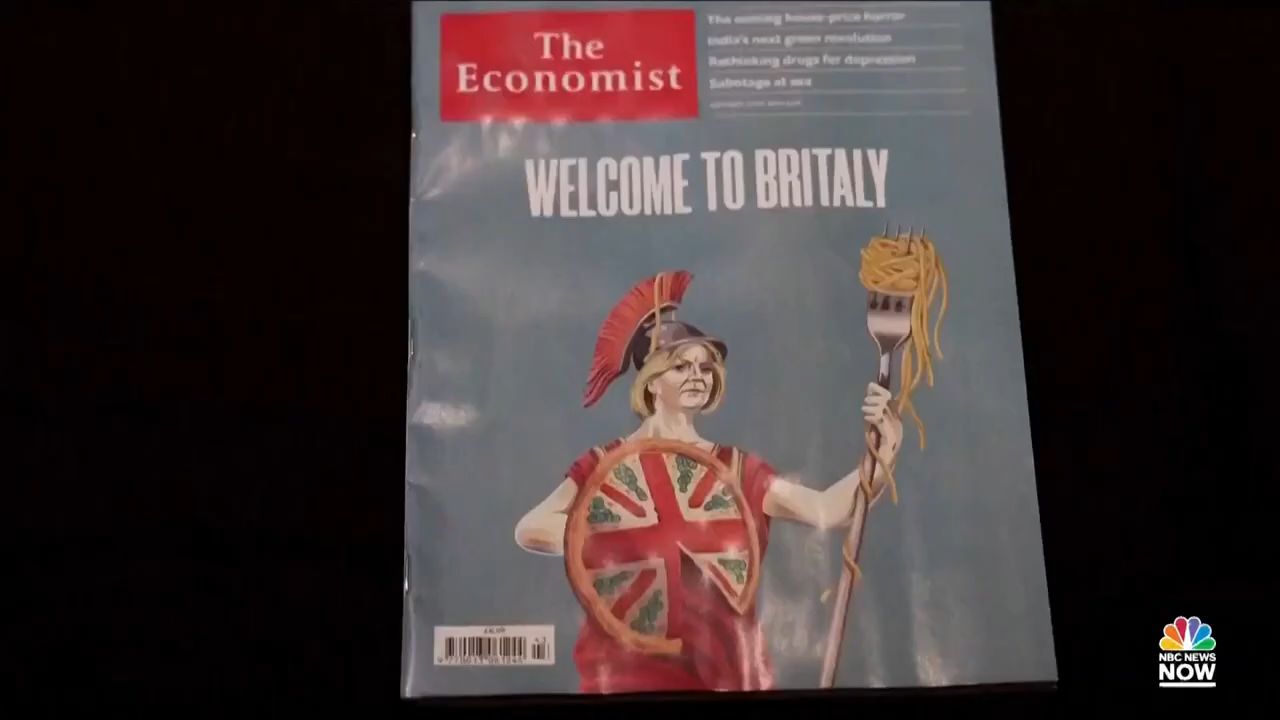 The
Economist
The coming house-price horror
India's next green revolution
Rethinking drugs for depression
Sabotage at sea
WELCOME TO BRITALY
NBC NEWS
NOW